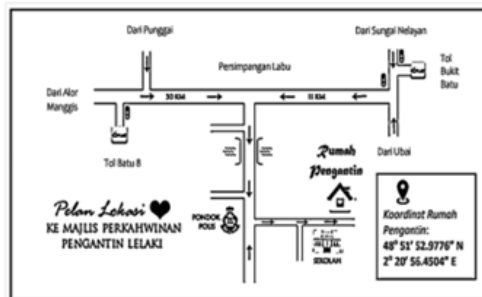 Dari Punggai
Dari Sungai Nelayan
Persimpangan Labu
Tol
Bukit
Batu
Dari Alor
Manggis
30 KM
11 KM
Tol Batu 8
Dari Ubai
Rumah
Pengantin
Pelan Lokasi
KE MAJLIS PERKAHWINAN
PENGANTIN LELAKI
PONDOK
POLIS
SEKOLAH
Koordinat Rumah
Pengantin:
48° 51' 52.9776" N
2° 20' 56.4504" E